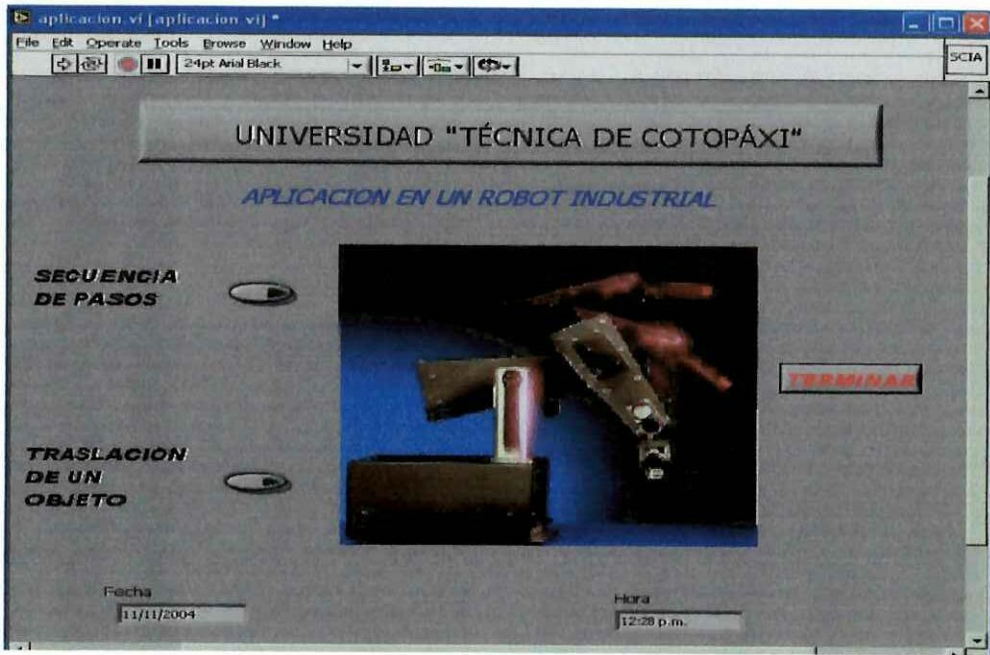 aplicacion.vi [aplicacion.vi] *
File Edit Operate Tools Browse Window Help
24pt Arial Black
SCIA
UNIVERSIDAD "TÉCNICA DE COTOPÁXI"
APLICACION EN UN ROBOT INDUSTRIAL
SECUENCIA
DE PASOS
TERMINAR
TRASLACION
DE UN
OBJETO
Fecha
11/11/2004
Hora
12:28 p.m.